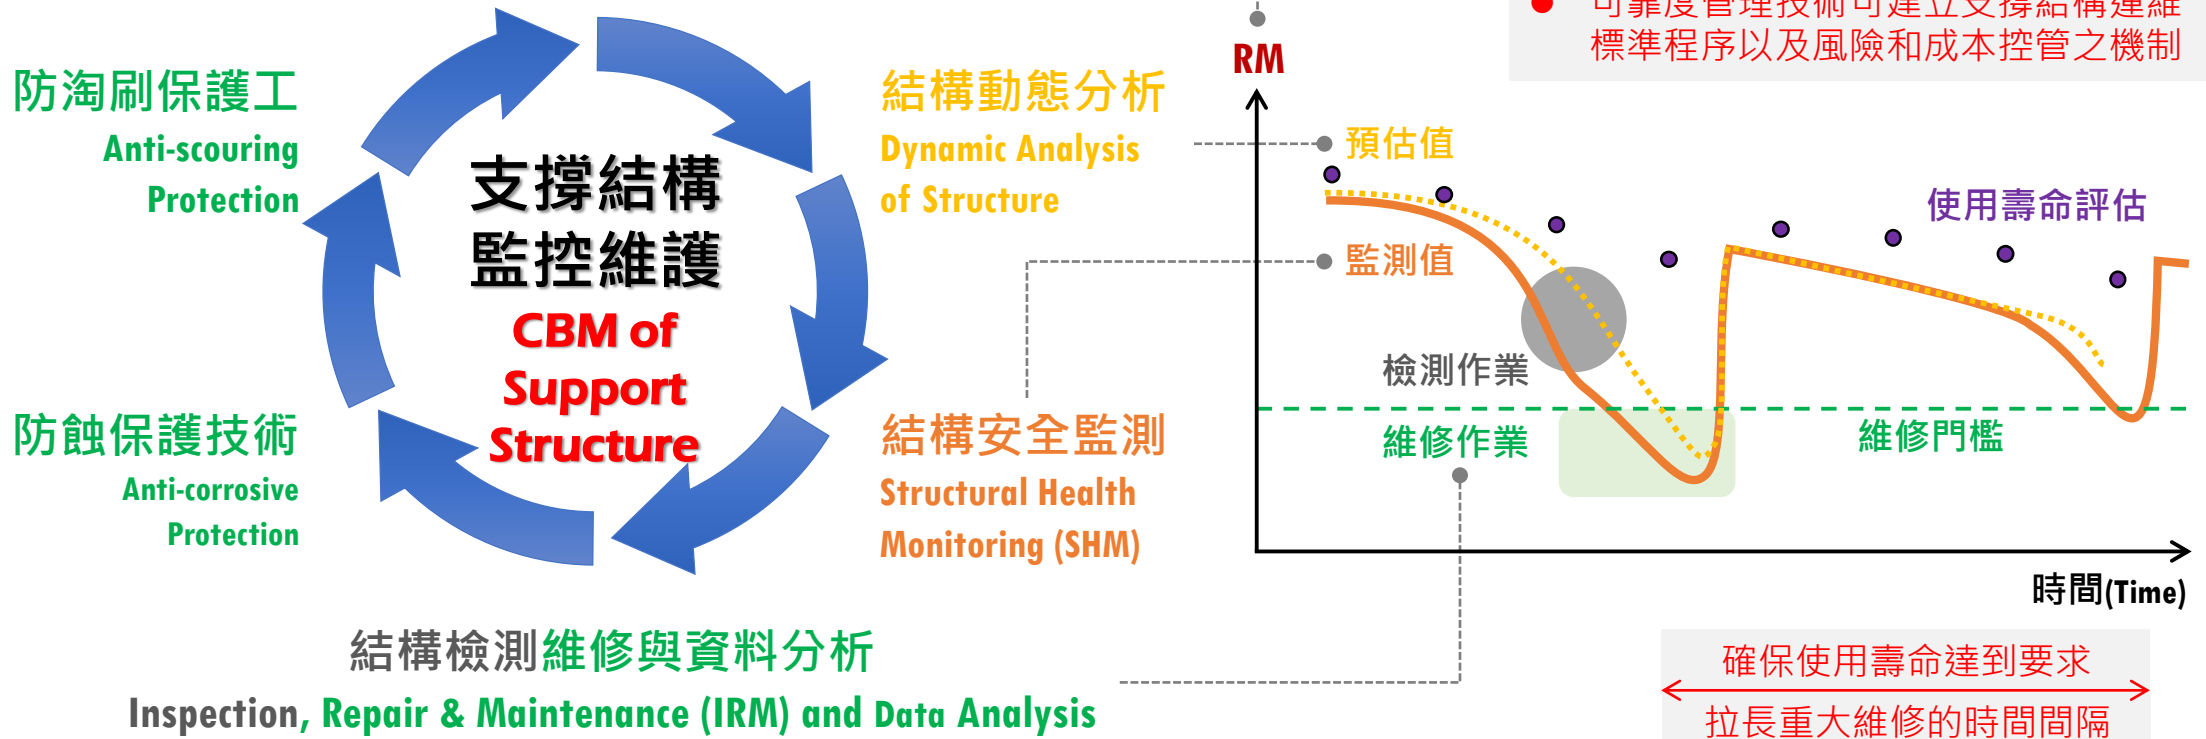 防淘刷保護工
Anti-scouring
Protection
防蝕保護技術
Anti-corrosive
Protection
支撐結構
監控維護
CBM of
Support
Structure
結構動態分析
Dynamic Analysis
of Structure
結構安全監測
Structural Health
Monitoring (SHM)
結構檢測維修與資料分析
Inspection, Repair & Maintenance (IRM) and Data Analysis
RM
可靠度管理技術可建立支撐結構運維
標準程序以及風險和成本控管之機制
預估值
監測值
使用壽命評估
檢測作業
維修作業
維修門檻
時間(Time)
確保使用壽命達到要求
拉長重大維修的時間間隔